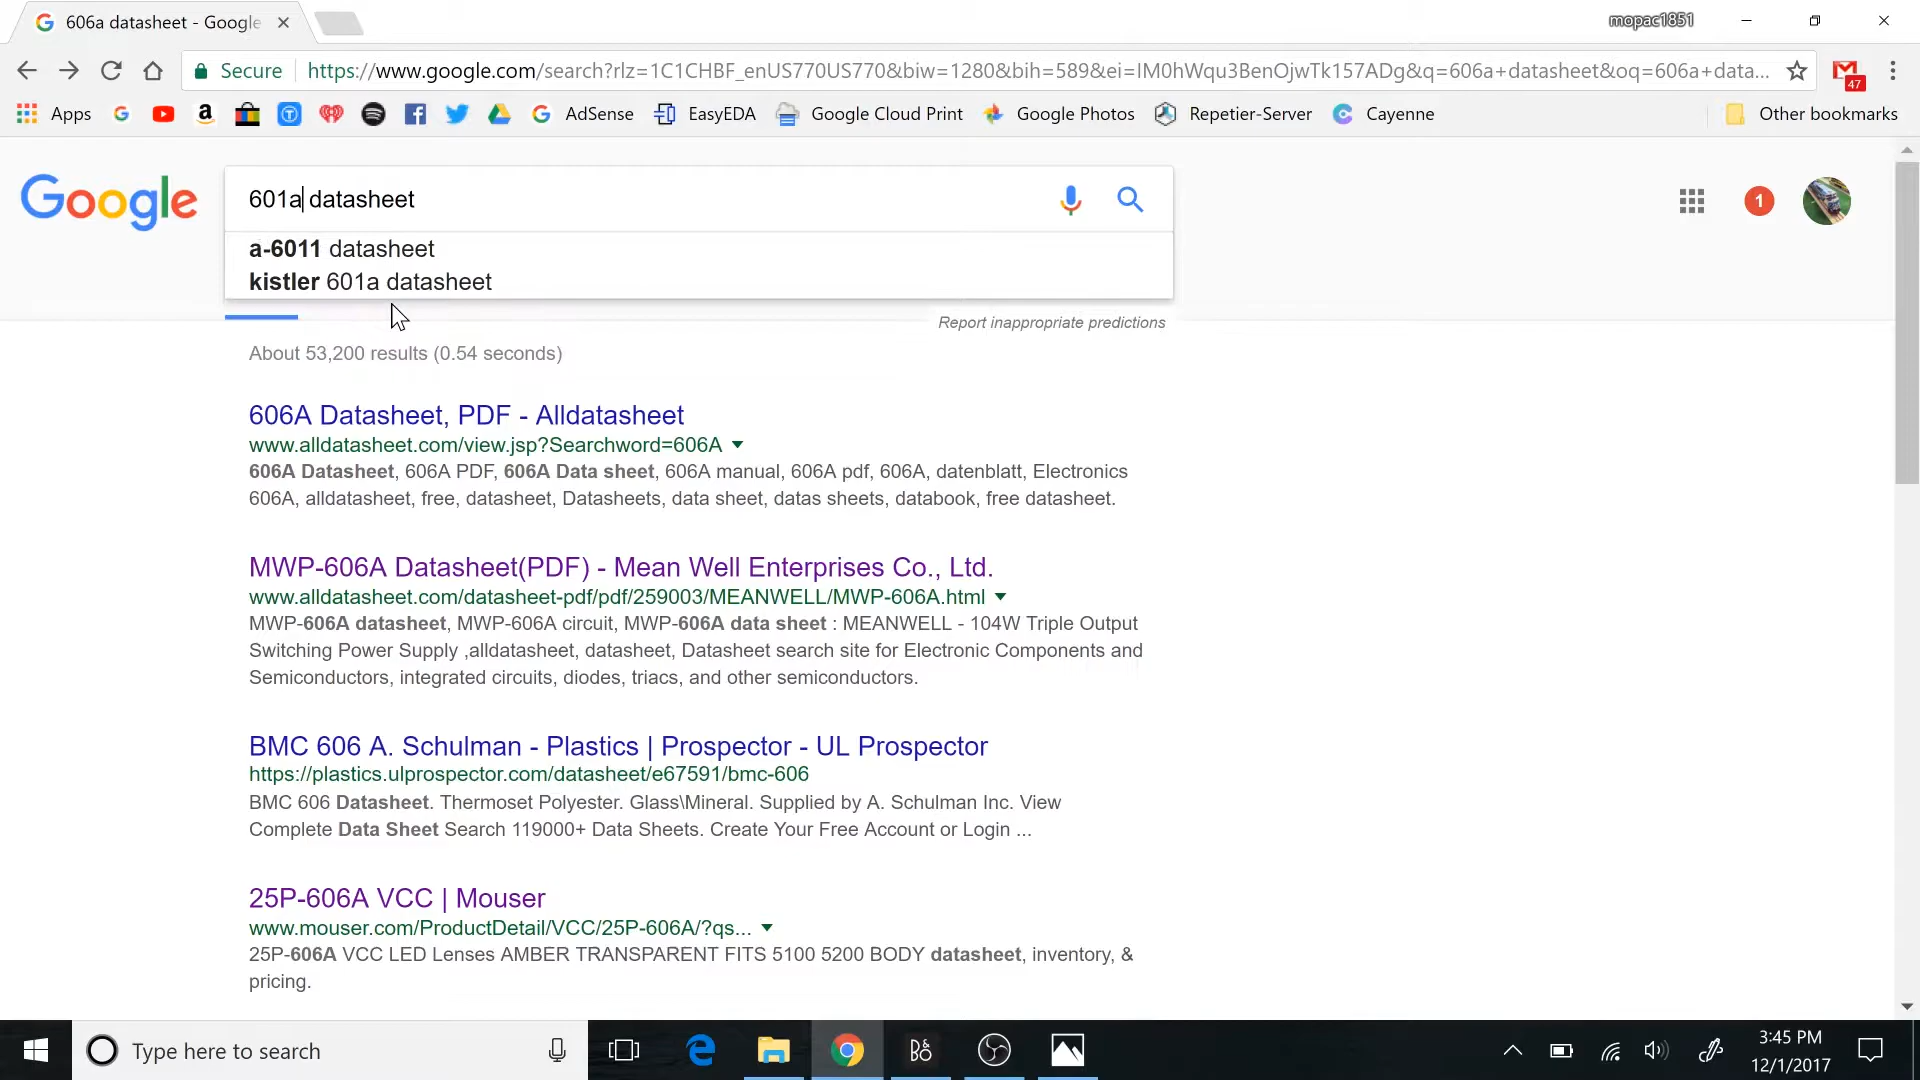 606a datasheet - Google
mopac1851
Secure
https://www.google.com/search?rlz=1C1CHBF_enUS770US770&biw=1280&bih=589&ei=IM0hWqu3BenOjwTk157ADg&q=606a+datasheet&oq=606a+data...
47
Apps
AdSense
EasyEDA
Google Cloud Print
Google Photos
Repetier-Server
Cayenne
Other bookmarks
Google
601a datasheet
1
a-6011 datasheet
kistler 601a datasheet
Report inappropriate predictions
About 53,200 results (0.54 seconds)
606A Datasheet, PDF - Alldatasheet
www.alldatasheet.com/view.jsp?Searchword=606A
606A Datasheet, 606A PDF, 606A Data sheet, 606A manual, 606A pdf, 606A, datenblatt, Electronics
606A, alldatasheet, free, datasheet, Datasheets, data sheet, datas sheets, databook, free datasheet.
MWP-606A Datasheet(PDF) - Mean Well Enterprises Co., Ltd.
www.alldatasheet.com/datasheet-pdf/pdf/259003/MEANWELL/MWP-606A.html
MWP-606A datasheet, MWP-606A circuit, MWP-606A data sheet : MEANWELL - 104W Triple Output
Switching Power Supply ,alldatasheet, datasheet, Datasheet search site for Electronic Components and
Semiconductors, integrated circuits, diodes, triacs, and other semiconductors.
BMC 606 A. Schulman - Plastics | Prospector - UL Prospector
https://plastics.ulprospector.com/datasheet/e67591/bmc-606
BMC 606 Datasheet. Thermoset Polyester. Glass\Mineral. Supplied by A. Schulman Inc. View
Complete Data Sheet Search 119000+ Data Sheets. Create Your Free Account or Login ...
25P-606A VCC | Mouser
www.mouser.com/ProductDetail/VCC/25P-606A/?qs...
25P-606A VCC LED Lenses AMBER TRANSPARENT FITS 5100 5200 BODY datasheet, inventory, &
pricing.
Type here to search
3:45 PM
12/1/2017